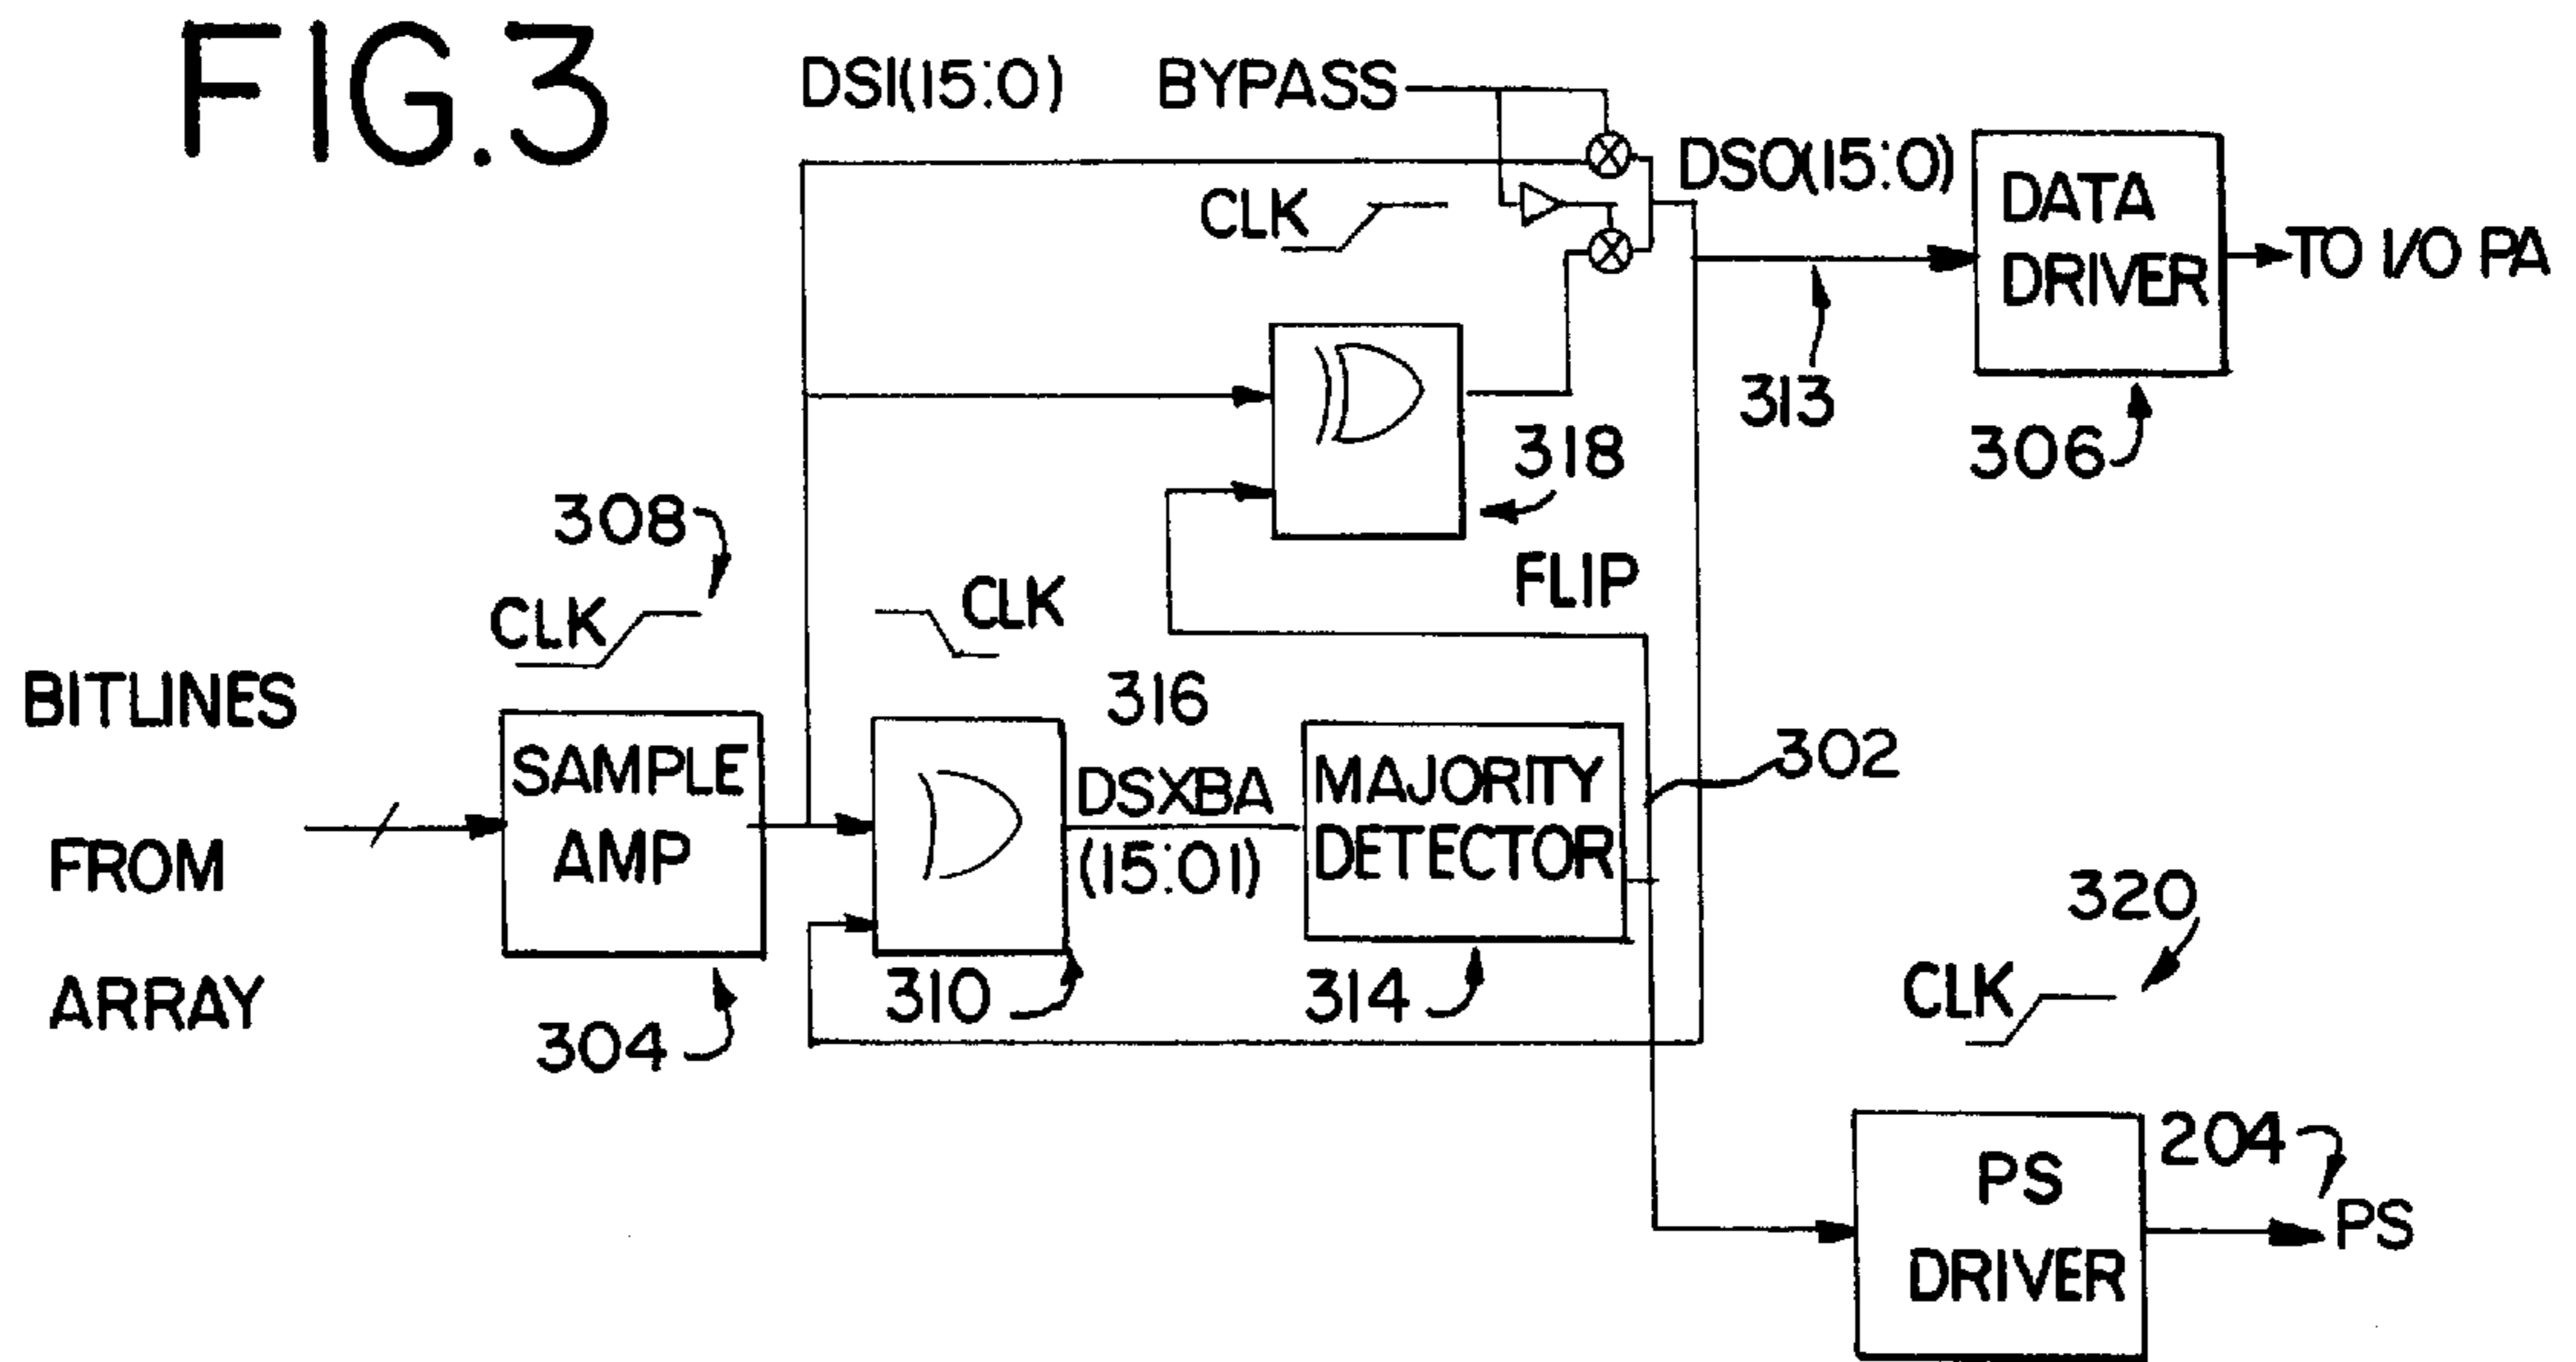 FIG.3
DSI(15:0)
BYPASS
DSO(15:0)
DATA
DRIVER
TO I/O PA
CLK
313
306
318
308
CLK
CLK
FLIP
BITLINES
FROM
ARRAY
SAMPLE
AMP
304
316
DSXBA
(15:01)
310
MAJORITY
DETECTOR
314
302
320
CLK
PS
DRIVER
204
PS